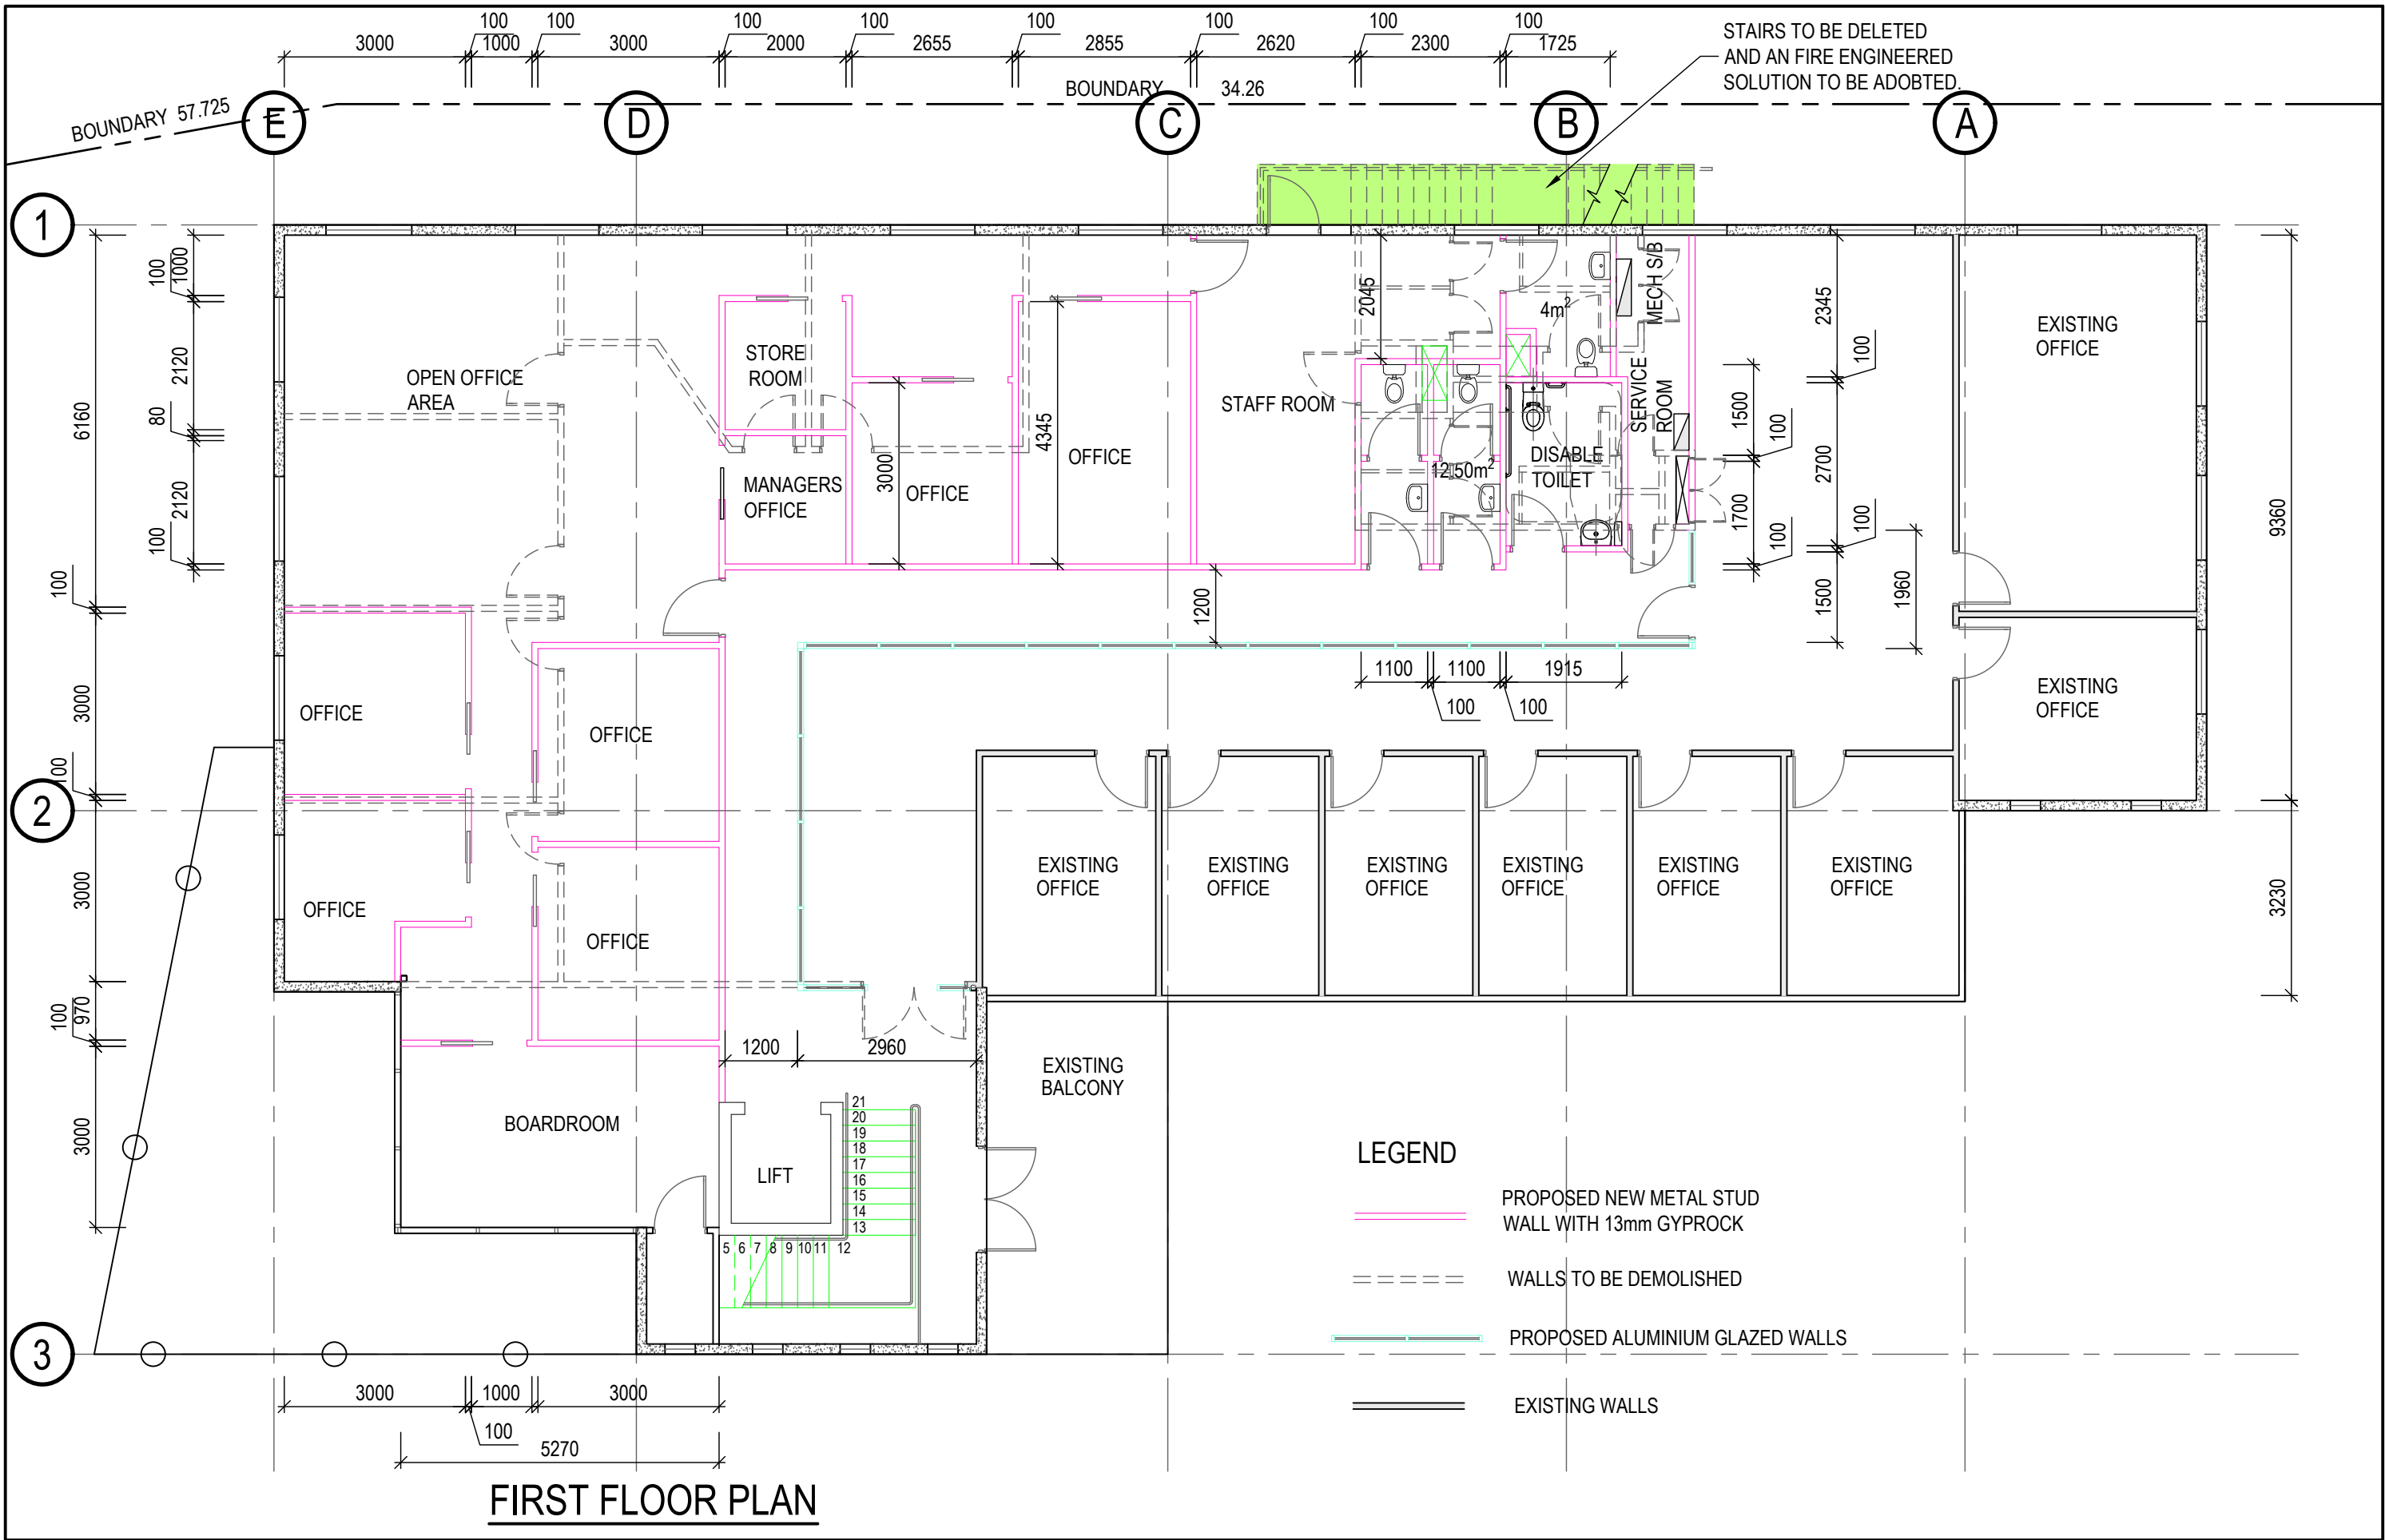 100 100 100 100 100 100 100 100
3000 1000 3000 2000 2655 2855 2620 2300 1725
STAIRS TO BE DELETED
AND AN FIRE ENGINEERED
SOLUTION TO BE ADOBTED.
BOUNDARY 57.725
BOUNDARY 34.26
E D C B A
1
2
3
6160
100
3000
100
3000
100
970
3000
100
1000
2120
80
2120
100
OPEN OFFICE
AREA
STORE
ROOM
MANAGERS
OFFICE
3000
OFFICE
4345
OFFICE
STAFF ROOM
2045
4m²
12.50m²
DISABLE
TOILET
MECH S/B
SERVICE
ROOM
1500
100
1700
100
2345
100
2700
100
1500
1960
9360
3230
EXISTING
OFFICE
EXISTING
OFFICE
1200
1100 1100 1915
100 100
OFFICE
OFFICE
OFFICE
OFFICE
EXISTING
OFFICE
EXISTING
OFFICE
EXISTING
OFFICE
EXISTING
OFFICE
EXISTING
OFFICE
EXISTING
OFFICE
1200 2960
EXISTING
BALCONY
BOARDROOM
LIFT
21
20
19
18
17
16
15
14
13
5 6 7 8 9 10 11 12
LEGEND
PROPOSED NEW METAL STUD
WALL WITH 13mm GYPROCK
WALLS TO BE DEMOLISHED
PROPOSED ALUMINIUM GLAZED WALLS
EXISTING WALLS
3000 1000 3000
100
5270
FIRST FLOOR PLAN